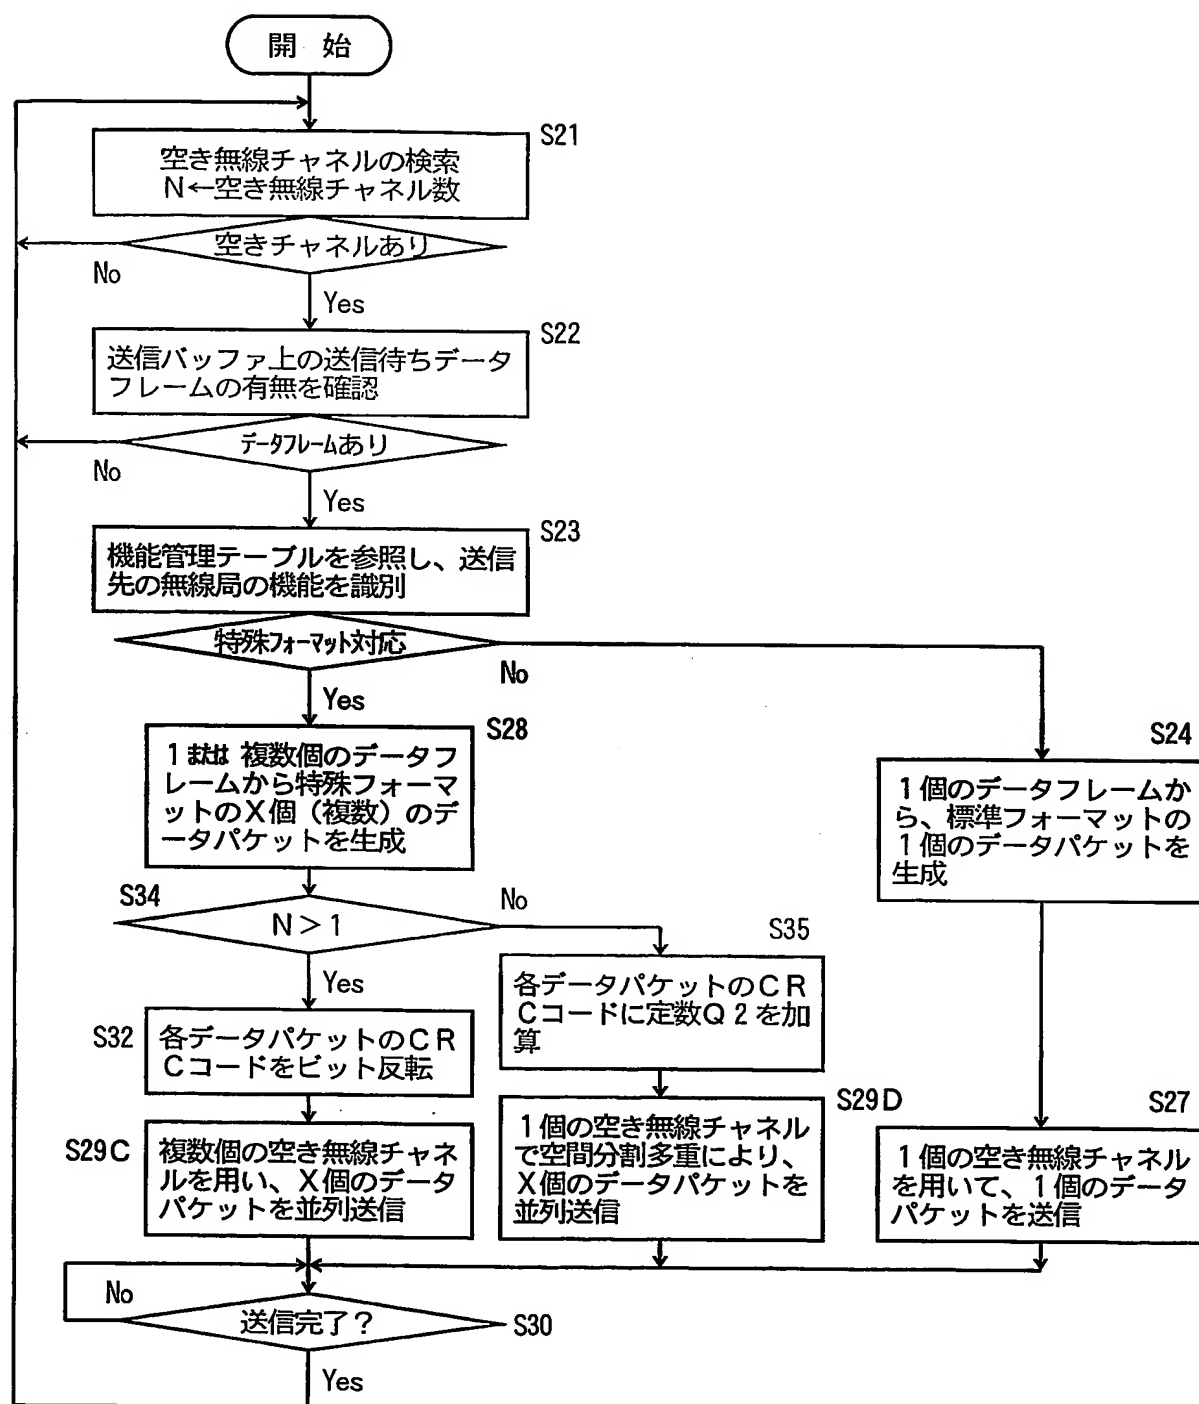 開 始
S21
空き無線チャネルの検索
N←空き無線チャネル数
空きチャネルあり
No
Yes
S22
送信バッファ上の送信待ちデータ
フレームの有無を確認
データフレームあり
No
Yes
S23
機能管理テーブルを参照し、送信
先の無線局の機能を識別
特殊フォーマット対応
No
Yes
S28
1または 複数個のデータフ
レームから特殊フォーマ
ットのX個(複数)のデ
ータパケットを生成
S24
1個のデータフレームか
ら、標準フォーマットの
1個のデータパケットを
生成
S34
N>1
No
Yes
S35
各データパケットのCR
Cコードに定数Q2を加
算
S32
各データパケットのCR
Cコードをビット反転
S29D
1個の空き無線チャネル
で空間分割多重により、
X個のデータパケットを
並列送信
S27
1個の空き無線チャネル
を用いて、1個のデータ
パケットを送信
S29C
複数個の空き無線チャネ
ルを用い、X個のデータ
パケットを並列送信
No
送信完了?
S30
Yes